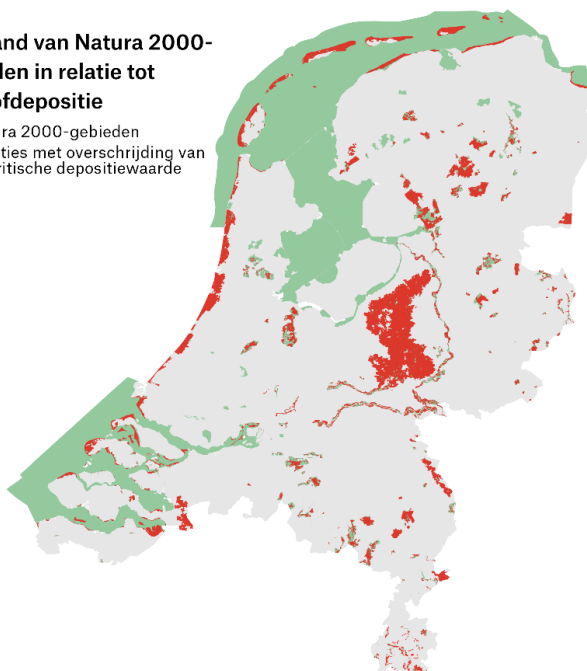 and van Natura 2000-
den in relatie tot
ofdepositie
ra 2000-gebieden
ties met overschrijding van
ritische depositiewaarde